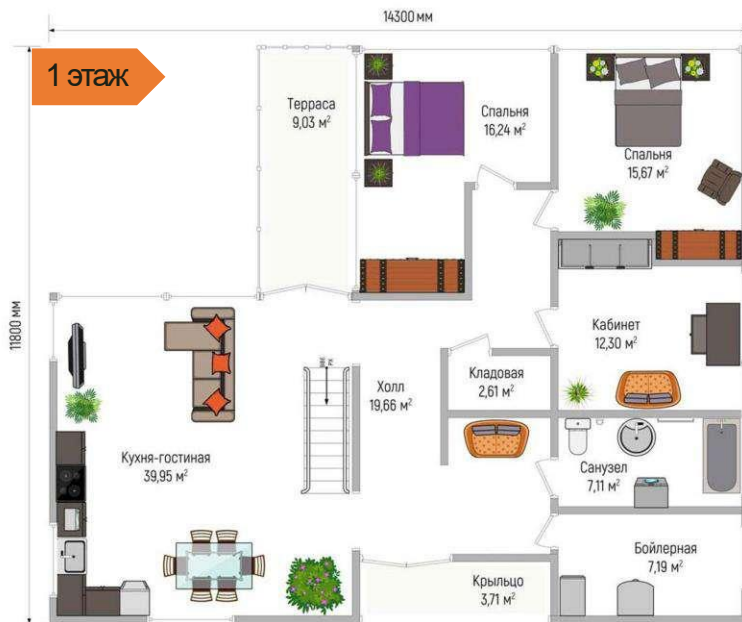 14300 мм
1 этаж
Терраса
9,03 м²
Спальня
16,24 м²
Спальня
15,67 м²
11800 мм
Кабинет
12,30 м²
Кладовая
2,61 м²
Холл
19,66 м²
Кухня-гостиная
39,95 м²
Санузел
7,11 м²
Бойлерная
7,19 м²
Крыльцо
3,71 м²